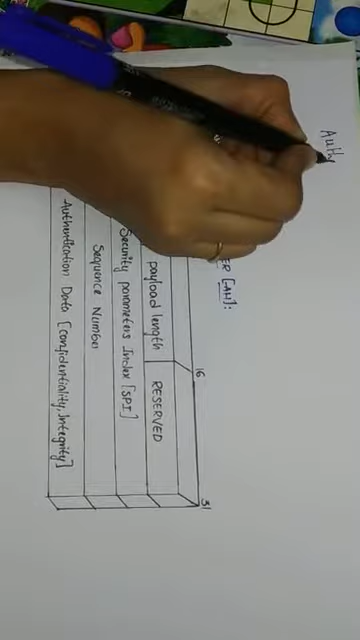 Auth
ER [AH]:
16
31
payload length
RESERVED
Security parameters Index [SPI]
Sequence Number
Authentication Data [Confidentiality, Integrity]